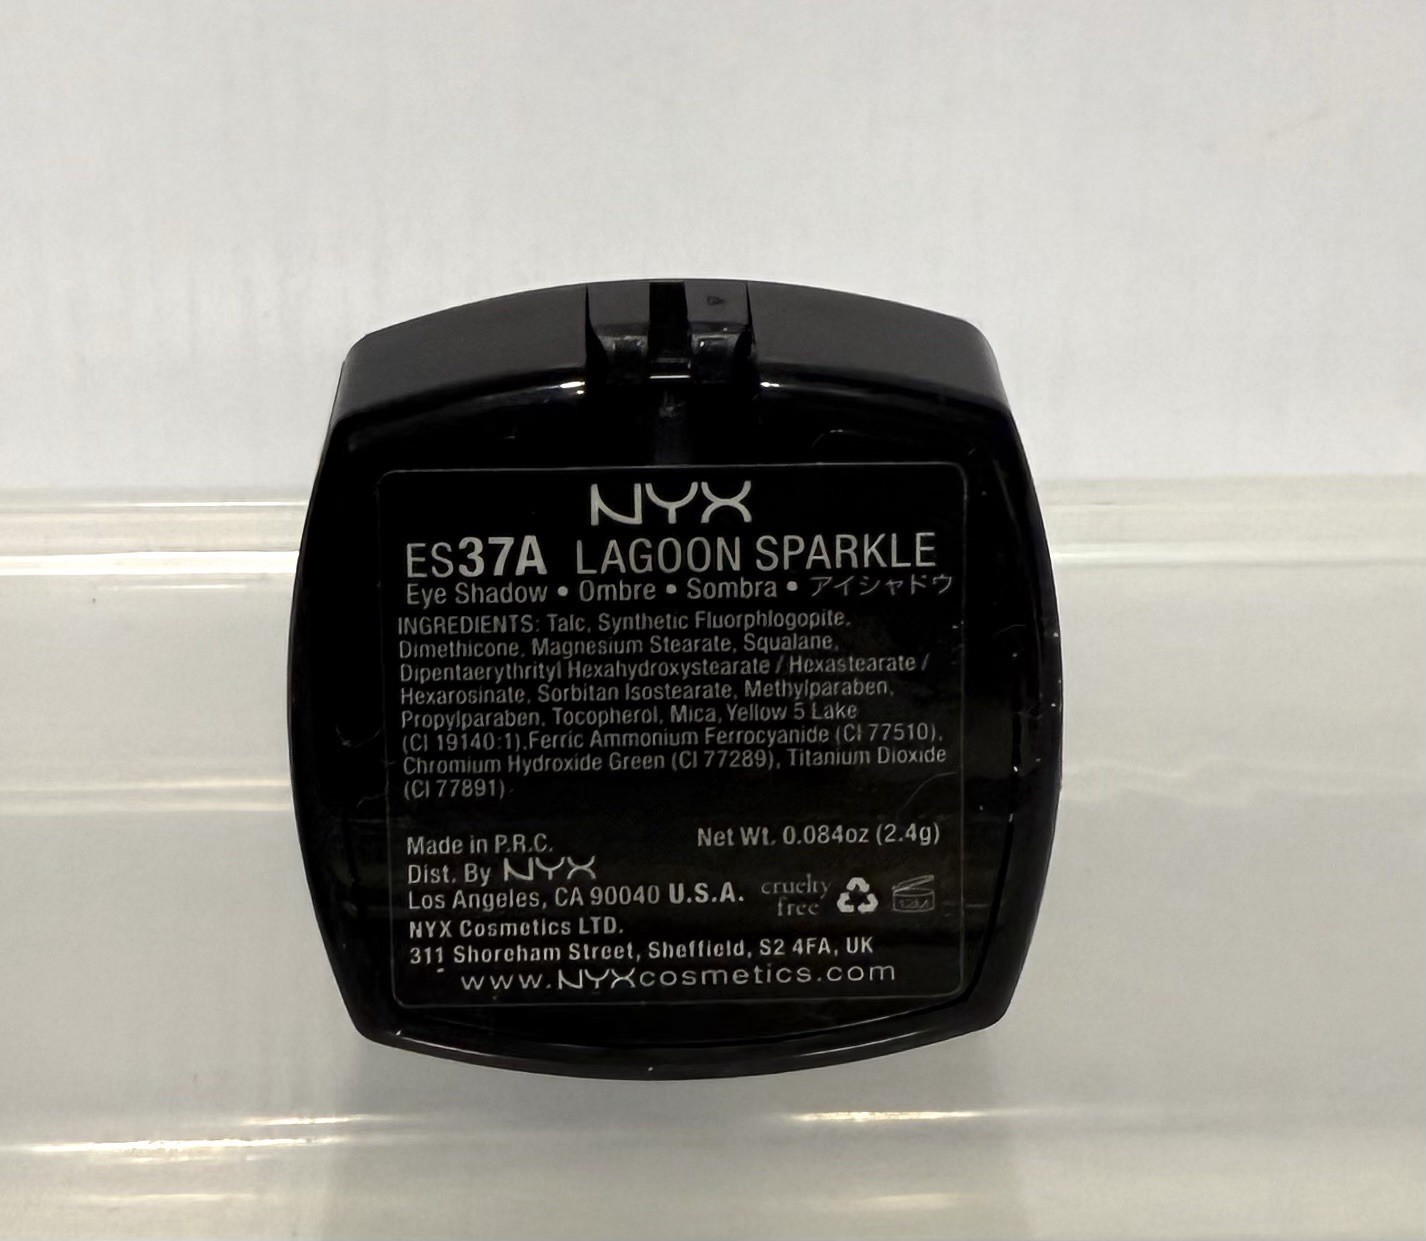 NYX
ES37A LAGOON SPARKLE
Eye Shadow • Ombre • Sombra • アイシャドウ
INGREDIENTS: Talc, Synthetic Fluorphlogopite,
Dimethicone, Magnesium Stearate, Squalane,
Dipentaerythrityl Hexahydroxystearate / Hexastearate /
Hexarosinate, Sorbitan Isostearate, Methylparaben,
Propylparaben, Tocopherol, Mica, Yellow 5 Lake
(CI 19140:1),Ferric Ammonium Ferrocyanide (CI 77510),
Chromium Hydroxide Green (CI 77289), Titanium Dioxide
(CI 77891)
Made in P.R.C. Net Wt. 0.084oz (2.4g)
Dist. By NYX
Los Angeles, CA 90040 U.S.A. cruelty free
NYX Cosmetics LTD.
311 Shoreham Street, Sheffield, S2 4FA, UK
www.NYXcosmetics.com